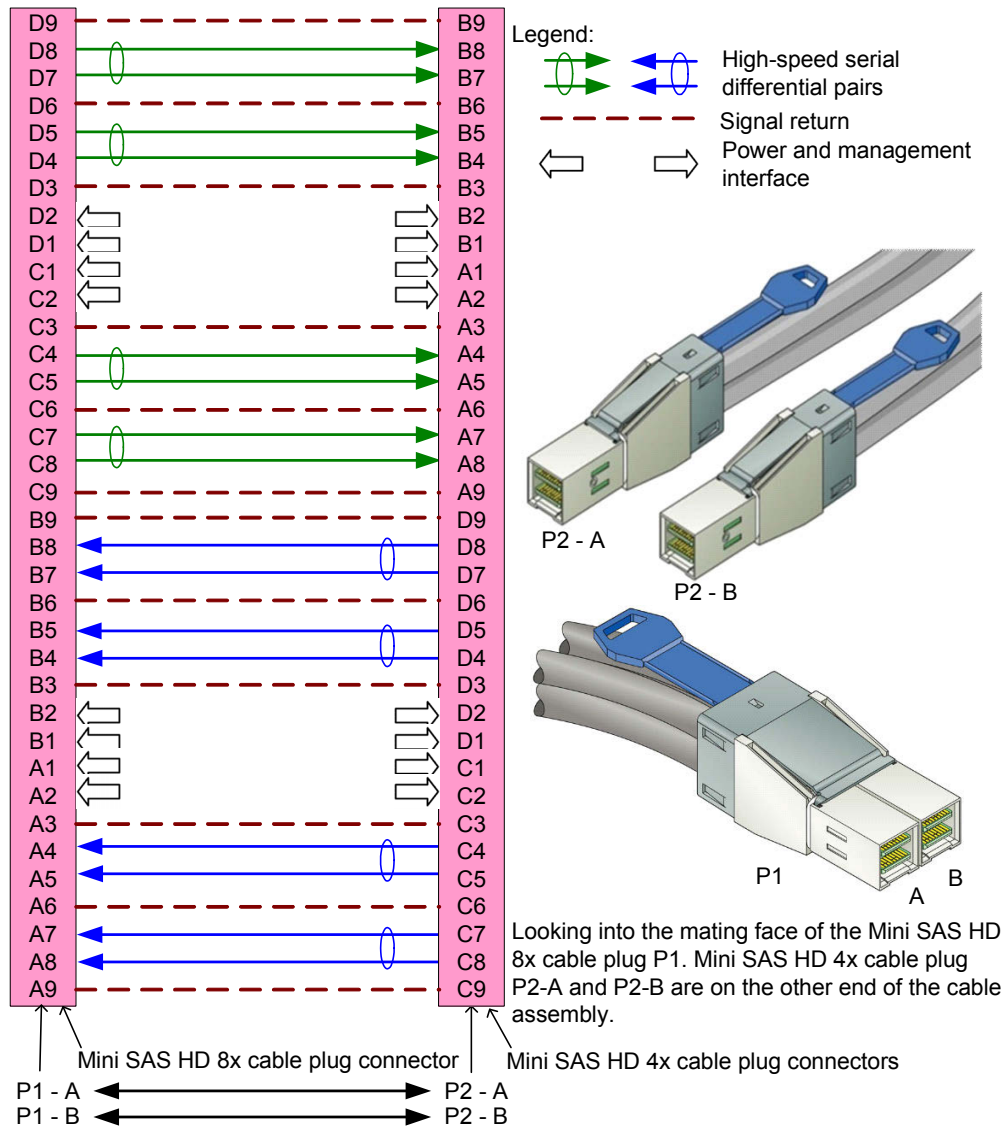 D9 B9
D8 B8
D7 B7
D6 B6
D5 B5
D4 B4
D3 B3
D2 B2
D1 B1
C1 A1
C2 A2
C3 A3
C4 A4
C5 A5
C6 A6
C7 A7
C8 A8
C9 A9
B9 D9
B8 D8
B7 D7
B6 D6
B5 D5
B4 D4
B3 D3
B2 D2
B1 D1
A1 C1
A2 C2
A3 C3
A4 C4
A5 C5
A6 C6
A7 C7
A8 C8
A9 C9
Mini SAS HD 8x cable plug connector
Mini SAS HD 4x cable plug connectors
P1 - A P2 - A
P1 - B P2 - B
Legend:
High-speed serial
differential pairs
Signal return
Power and management
interface
P2 - A
P2 - B
P1
A
B
Looking into the mating face of the Mini SAS HD
8x cable plug P1. Mini SAS HD 4x cable plug
P2-A and P2-B are on the other end of the cable
assembly.